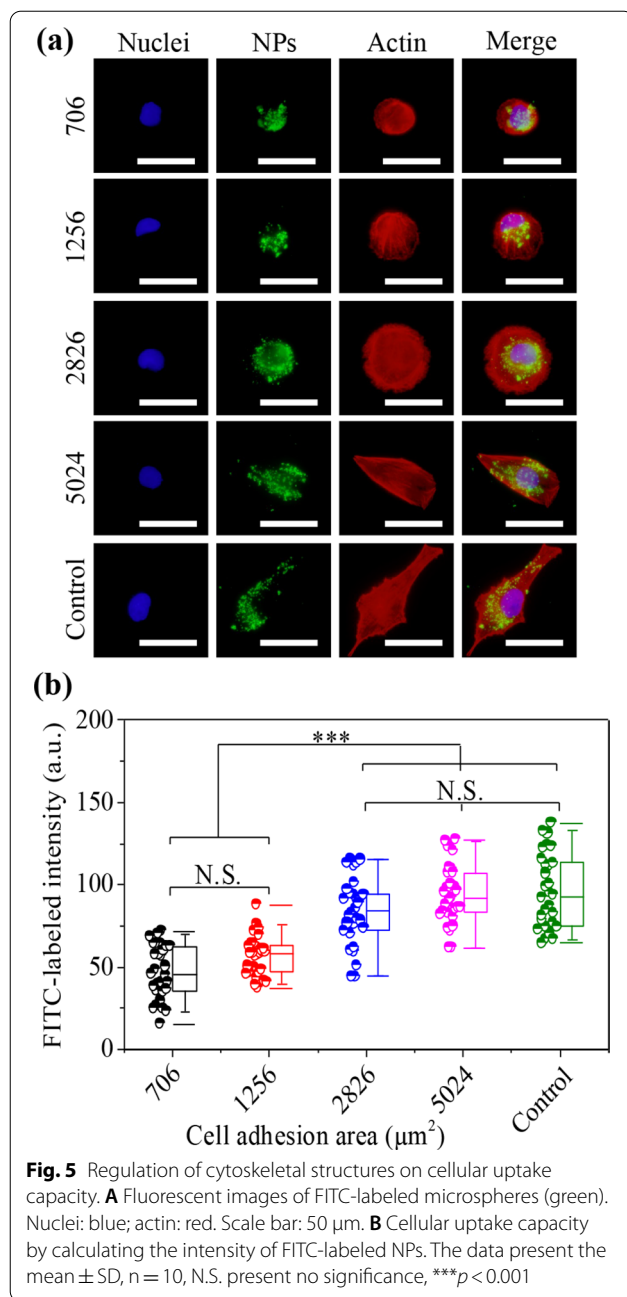 (a)
Nuclei NPs Actin Merge
706
1256
2826
5024
Control
(b)
FITC-labeled intensity (a.u.)
200
150
100
50
0
***
N.S.
N.S.
706 1256 2826 5024 Control
Cell adhesion area (μm²)
Fig. 5 Regulation of cytoskeletal structures on cellular uptake
capacity. A Fluorescent images of FITC-labeled microspheres (green).
Nuclei: blue; actin: red. Scale bar: 50 μm. B Cellular uptake capacity
by calculating the intensity of FITC-labeled NPs. The data present the
mean ± SD, n = 10, N.S. present no significance, ***p < 0.001